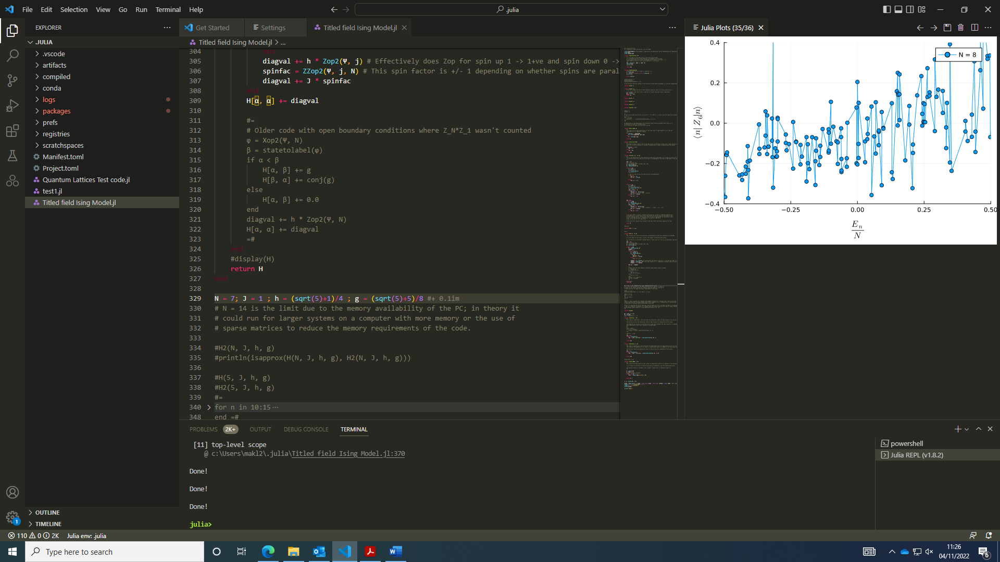 File Edit Selection View Go Run Terminal Help
.julia
EXPLORER
Get Started
Settings
Titled field Ising Model.jl
Julia Plots (35/36)
JULIA
Titled field Ising Model.jl > ...
.vscode
artifacts
compiled
conda
logs
packages
prefs
registries
scratchspaces
Manifest.toml
Project.toml
Quantum Lattices Test code.jl
test1.jl
Titled field Ising Model.jl
OUTLINE
TIMELINE
304 end
305 diagval += h * Zop2(Ψ, j) # Effectively does Zop for spin up 1 -> 1+ve and spin down 0 ->
306 spinfac = ZZop2(Ψ, j, N) # This spin factor is +/- 1 depending on whether spins are paral
307 diagval += J * spinfac
308 end
309 H[α, α] += diagval
310
311 #=
312 # Older code with open boundary conditions where Z_N*Z_1 wasn't counted
313 φ = Xop2(Ψ, N)
314 β = statetolabel(φ)
315 if α < β
316 H[α, β] += g
317 H[β, α] += conj(g)
318 else
319 H[α, β] += 0.0
320 end
321 diagval += h * Zop2(Ψ, N)
322 H[α, α] += diagval
323 =#
324 end
325 #display(H)
326 return H
327 end
328
329 N = 7; J = 1 ; h = (sqrt(5)+1)/4 ; g = (sqrt(5)+5)/8 #+ 0.1im
330 # N = 14 is the limit due to the memory availability of the PC; in theory it
331 # could run for larger systems on a computer with more memory or the use of
332 # sparse matrices to reduce the memory requirements of the code.
333
334 #H2(N, J, h, g)
335 #println(isapprox(H(N, J, h, g), H2(N, J, h, g)))
336
337 #H(5, J, h, g)
338 #H2(5, J, h, g)
339 #=
340 for n in 10:15 ···
348 end =#
0.4
0.2
0.0
−0.2
−0.4
⟨n| Z₆|n⟩
N = 8
−0.50 −0.25 0.00 0.25 0.50
Eₙ
N
PROBLEMS 2K+ OUTPUT DEBUG CONSOLE TERMINAL
[11] top-level scope
@ c:\Users\makl2\.julia\Titled field Ising Model.jl:370
Done!
Done!
Done!
julia>
powershell
Julia REPL (v1.8.2)
1
110 0 2K Julia env: .julia
Type here to search
11:26
04/11/2022
6